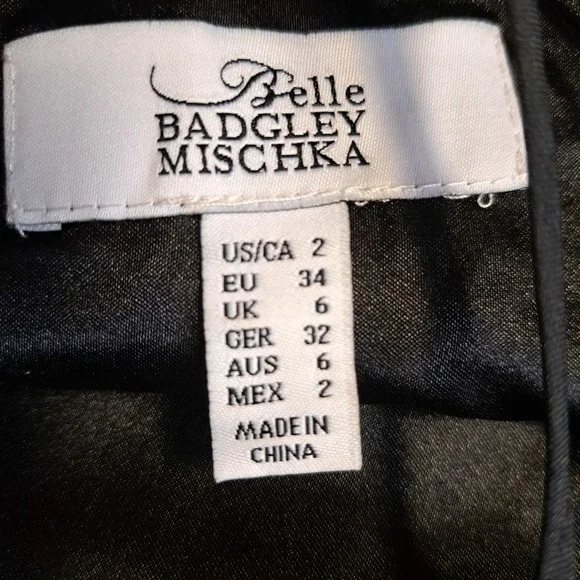 Belle
BADGLEY
MISCHKA
US/CA 2
EU 34
UK 6
GER 32
AUS 6
MEX 2
MADE IN
CHINA